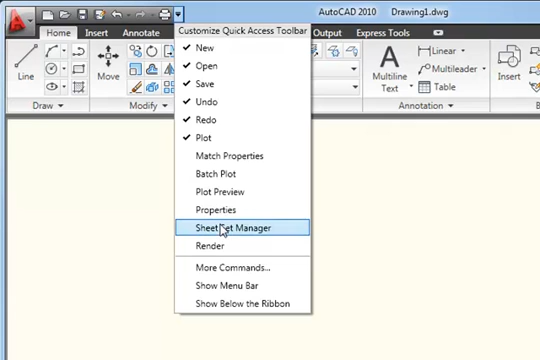 AutoCAD 2010 Drawing1.dwg
Home Insert Annotate Output Express Tools
Customize Quick Access Toolbar
New
Open
Save
Undo
Redo
Plot
Match Properties
Batch Plot
Plot Preview
Properties
Sheet Set Manager
Render
More Commands...
Show Menu Bar
Show Below the Ribbon
Line
Move
Draw
Modify
Multiline
Text
Linear
Multileader
Table
Annotation
Insert